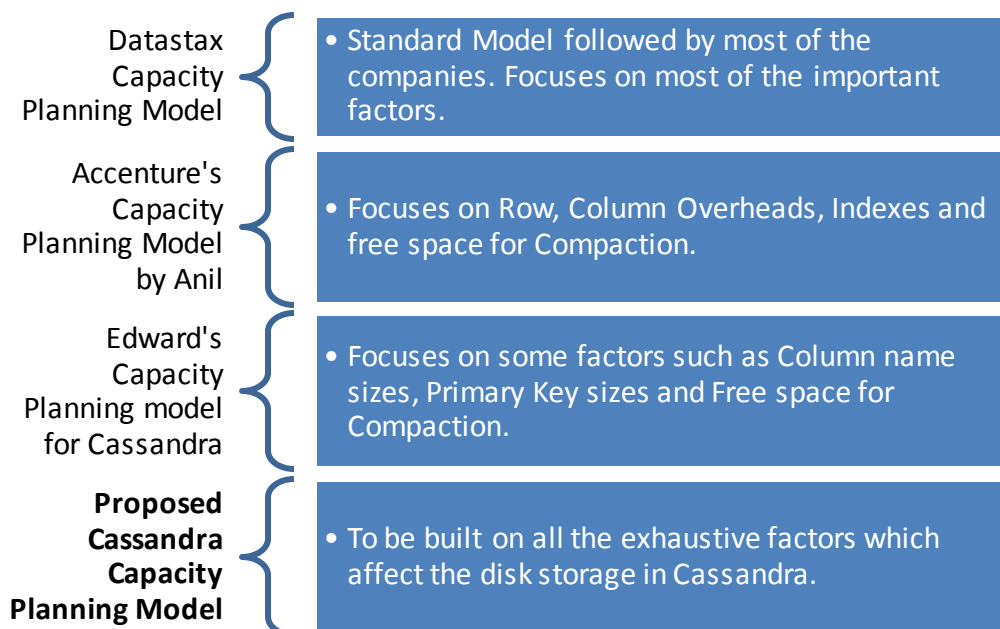 Datastax
Capacity
Planning Model
• Standard Model followed by most of the
companies. Focuses on most of the important
factors.
Accenture's
Capacity
Planning Model
by Anil
• Focuses on Row, Column Overheads, Indexes and
free space for Compaction.
Edward's
Capacity
Planning model
for Cassandra
• Focuses on some factors such as Column name
sizes, Primary Key sizes and Free space for
Compaction.
Proposed
Cassandra
Capacity
Planning Model
• To be built on all the exhaustive factors which
affect the disk storage in Cassandra.